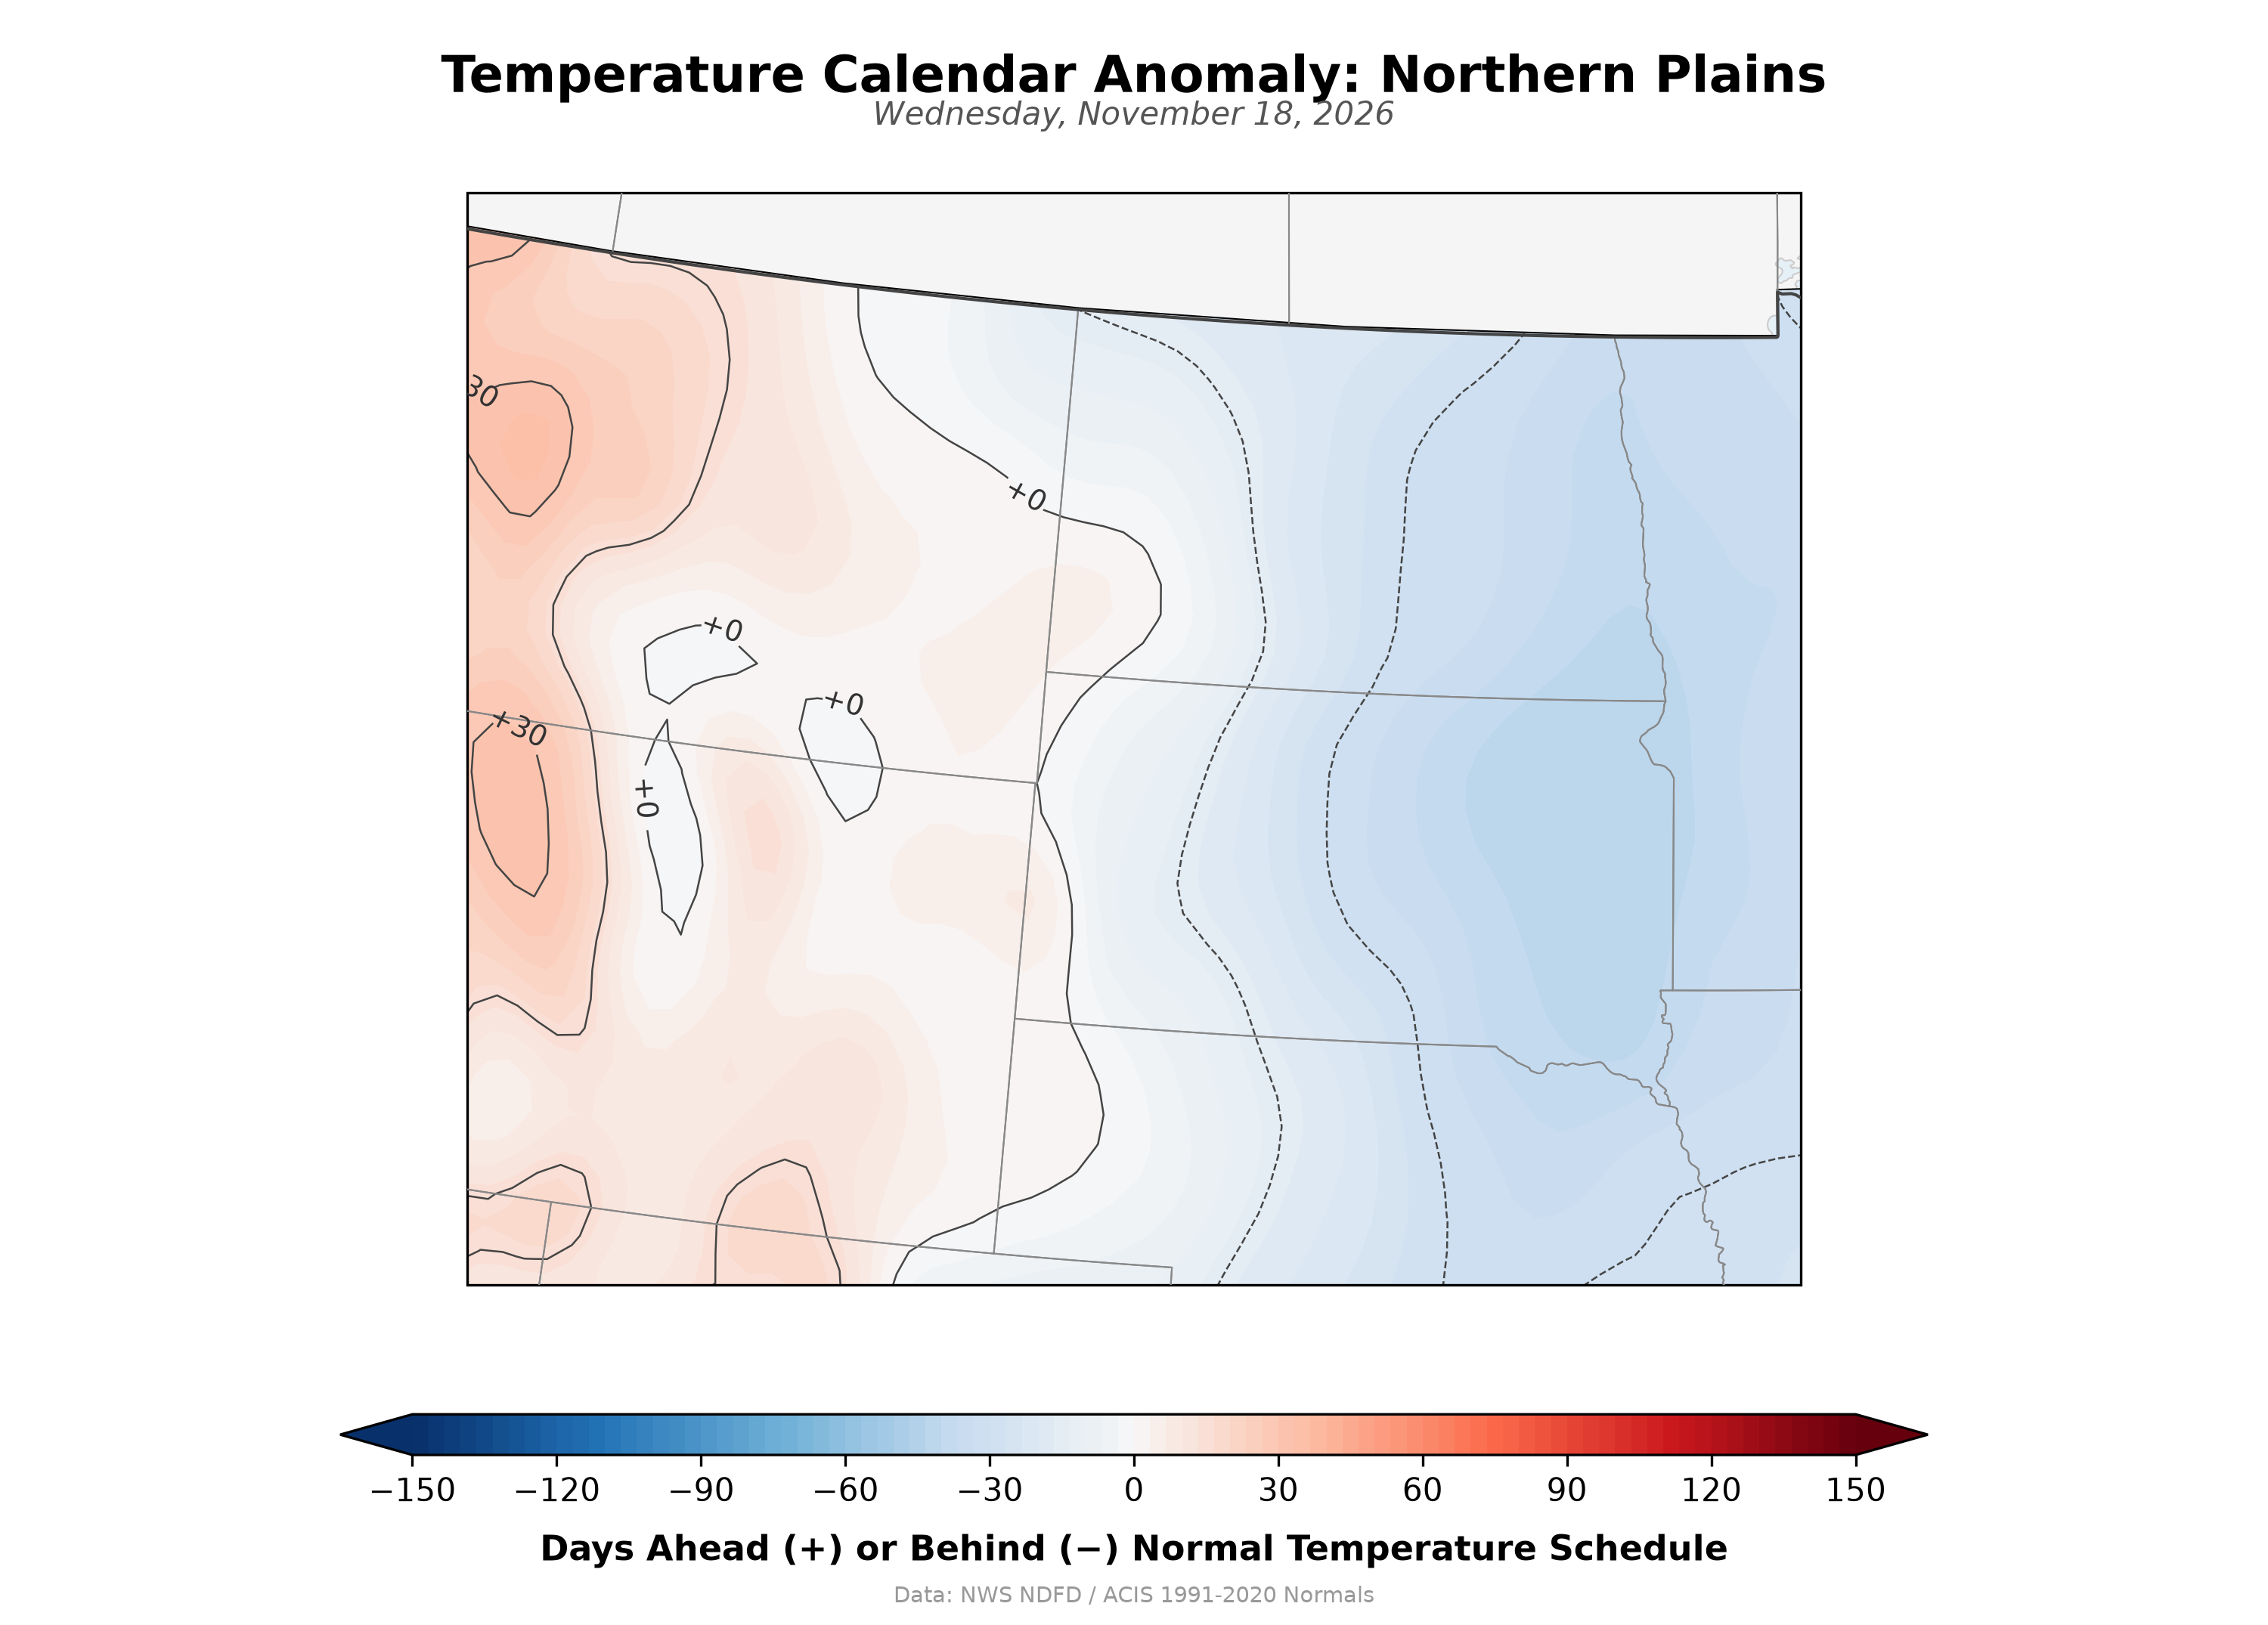 Temperature Calendar Anomaly: Northern Plains
Wednesday, November 18, 2026
30
+0
+0
+0
+30
+0
−150 −120 −90 −60 −30 0 30 60 90 120 150
Days Ahead (+) or Behind (−) Normal Temperature Schedule
Data: NWS NDFD / ACIS 1991-2020 Normals